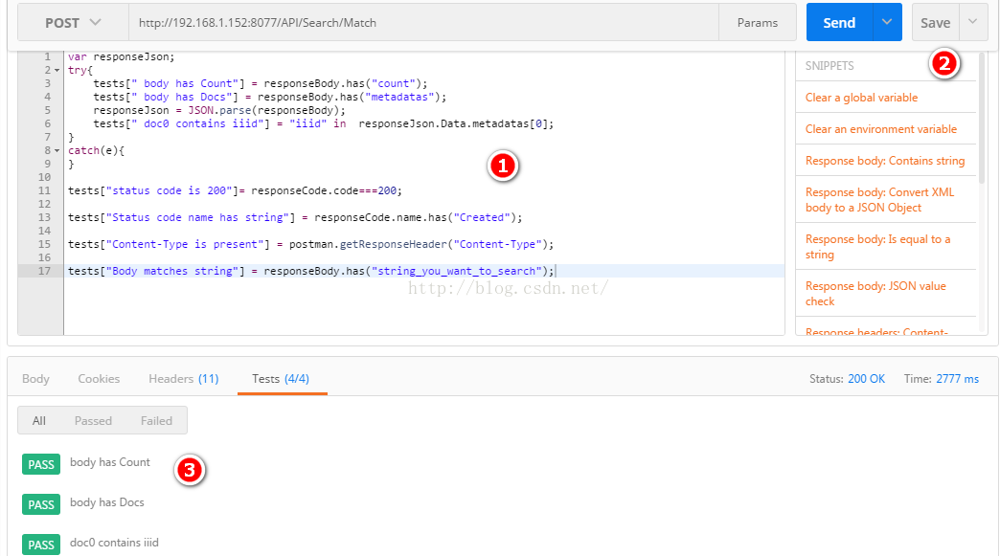 POST http://192.168.1.152:8077/API/Search/Match Params Send Save
1 var responseJson;
2 try{
3 tests[" body has Count"] = responseBody.has("count");
4 tests[" body has Docs"] = responseBody.has("metadatas");
5 responseJson = JSON.parse(responseBody);
6 tests[" doc0 contains iiid"] = "iiid" in responseJson.Data.metadatas[0];
7 }
8 catch(e){
9 }
10
11 tests["status code is 200"]= responseCode.code===200;
12
13 tests["Status code name has string"] = responseCode.name.has("Created");
14
15 tests["Content-Type is present"] = postman.getResponseHeader("Content-Type");
16
17 tests["Body matches string"] = responseBody.has("string_you_want_to_search");
http://blog.csdn.net/
1
SNIPPETS
2
Clear a global variable
Clear an environment variable
Response body: Contains string
Response body: Convert XML
body to a JSON Object
Response body: Is equal to a
string
Response body: JSON value
check
Response headers: Content-
Body Cookies Headers (11) Tests (4/4) Status: 200 OK Time: 2777 ms
All Passed Failed
PASS body has Count
3
PASS body has Docs
PASS doc0 contains iiid